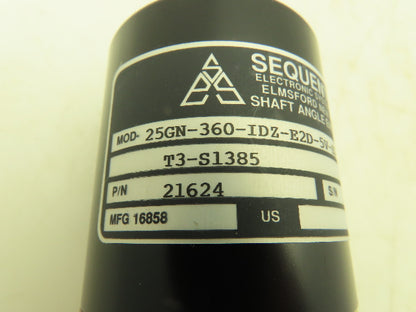 SEQUEN
ELECTRONIC
ELMSFORD
SHAFT ANGLE
MOD- 25GN-360-IDZ-E2D-5V-
T3-S1385
P/N 21624 S/N
MFG 16858 US